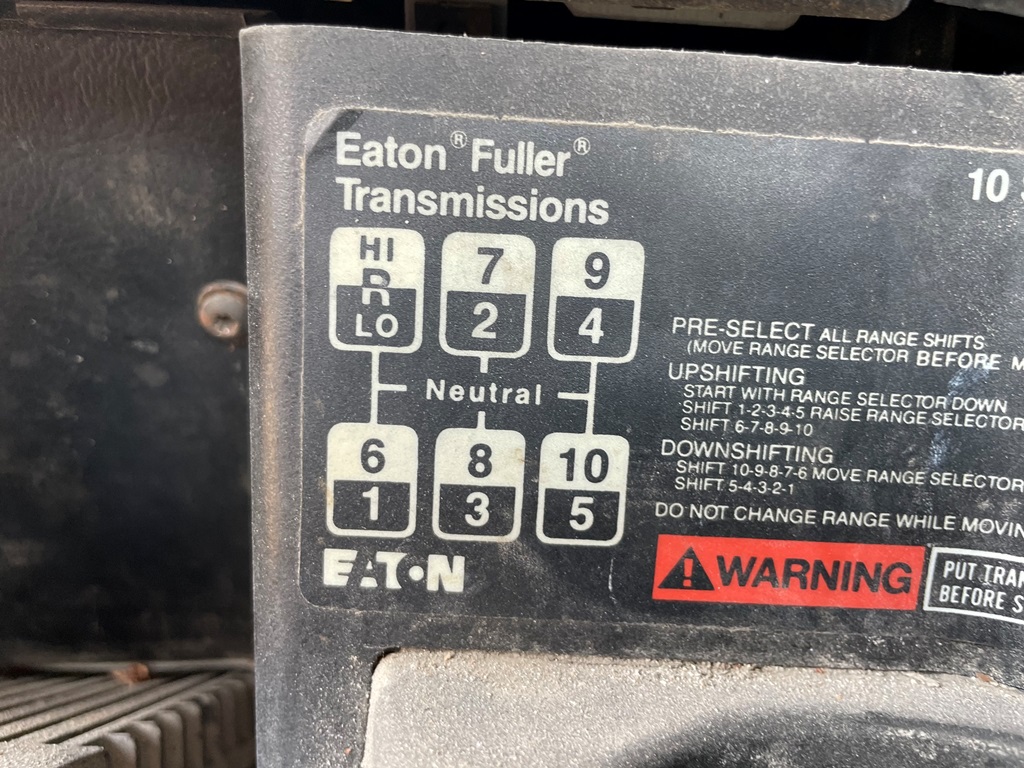 Eaton® Fuller®
Transmissions
10
HI 7 9
R
LO 2 4
Neutral
6 8 10
1 3 5
EATON
PRE-SELECT ALL RANGE SHIFTS
(MOVE RANGE SELECTOR BEFORE
UPSHIFTING
START WITH RANGE SELECTOR DOWN
SHIFT 1-2-3-4-5 RAISE RANGE SELECTOR
SHIFT 6-7-8-9-10
DOWNSHIFTING
SHIFT 10-9-8-7-6 MOVE RANGE SELECTOR
SHIFT 5-4-3-2-1
DO NOT CHANGE RANGE WHILE MOVIN
WARNING
PUT TRA
BEFORE S